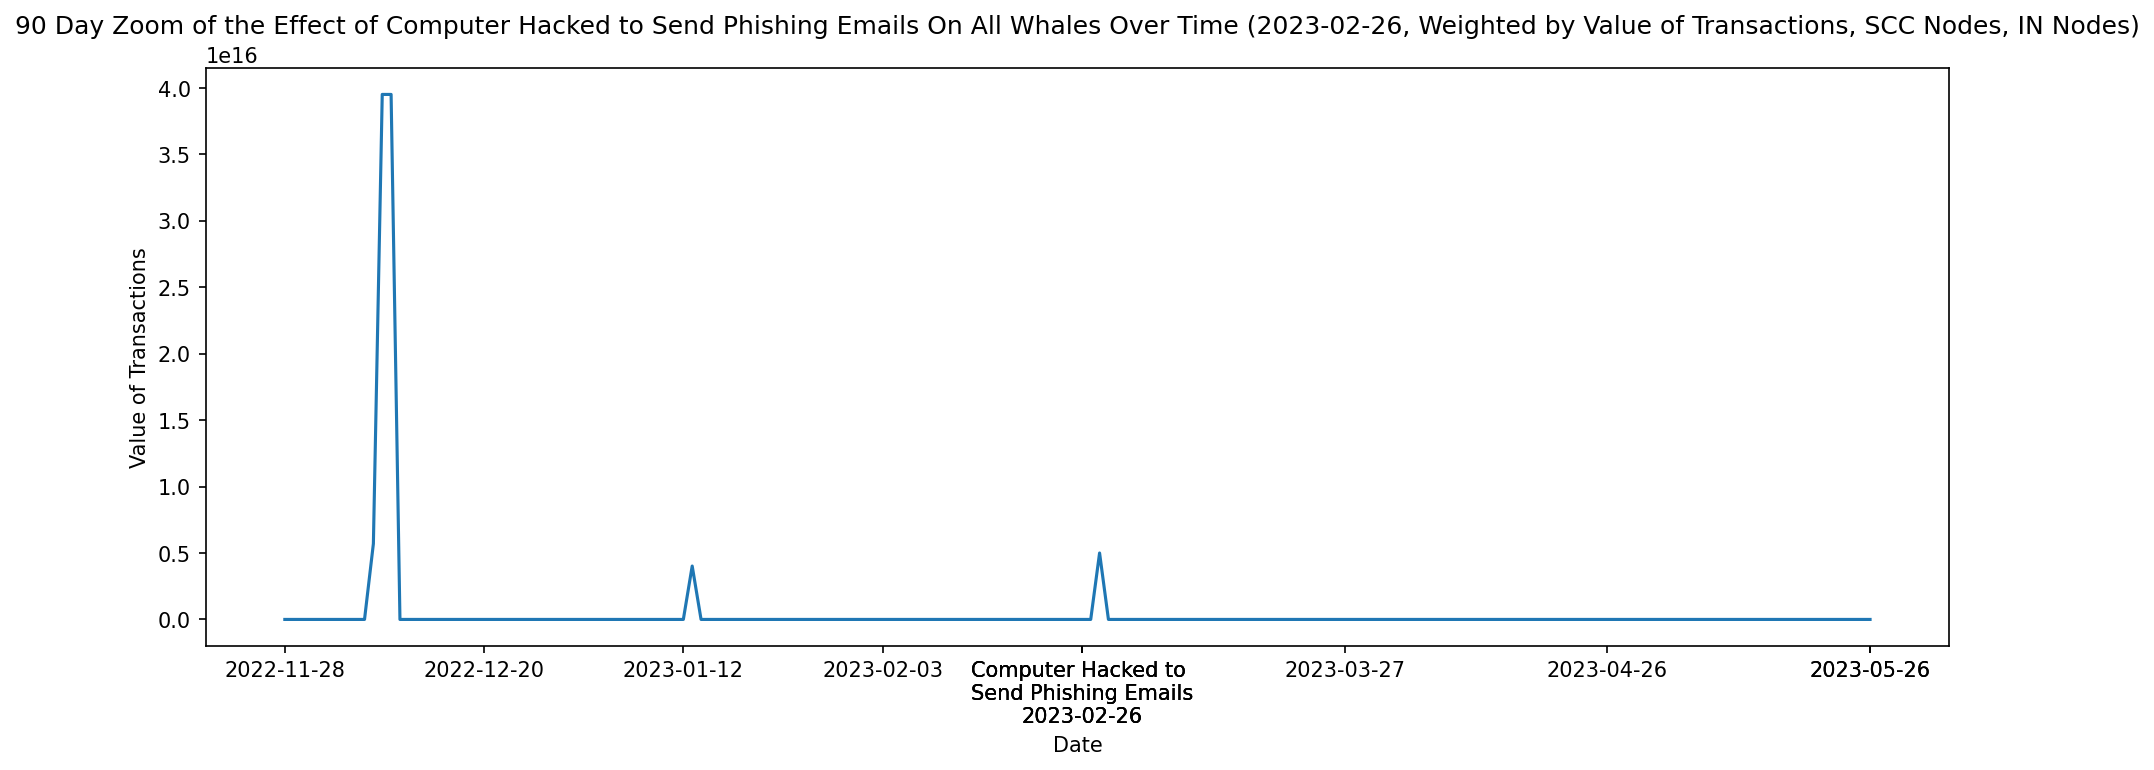 90 Day Zoom of the Effect of Computer Hacked to Send Phishing Emails On All Whales Over Time (2023-02-26, Weighted by Value of Transactions, SCC Nodes, IN Nodes)
1e16
4.0
3.5
3.0
2.5
2.0
1.5
1.0
0.5
0.0
Value of Transactions
2022-11-28
2022-12-20
2023-01-12
2023-02-03
Computer Hacked to
Send Phishing Emails
2023-02-26
2023-03-27
2023-04-26
2023-05-26
Date